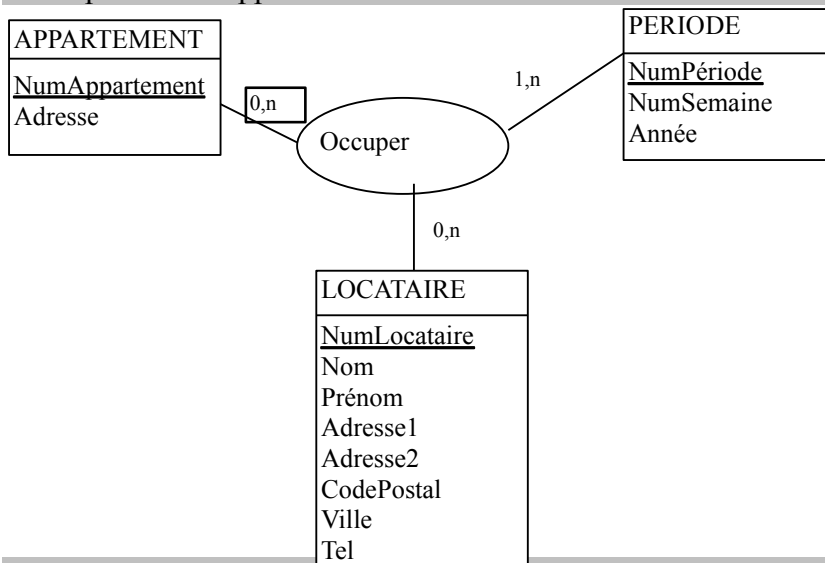 APPARTEMENT
NumAppartement
Adresse
0,n
Occuper
1,n
PERIODE
NumPériode
NumSemaine
Année
0,n
LOCATAIRE
NumLocataire
Nom
Prénom
Adresse1
Adresse2
CodePostal
Ville
Tel